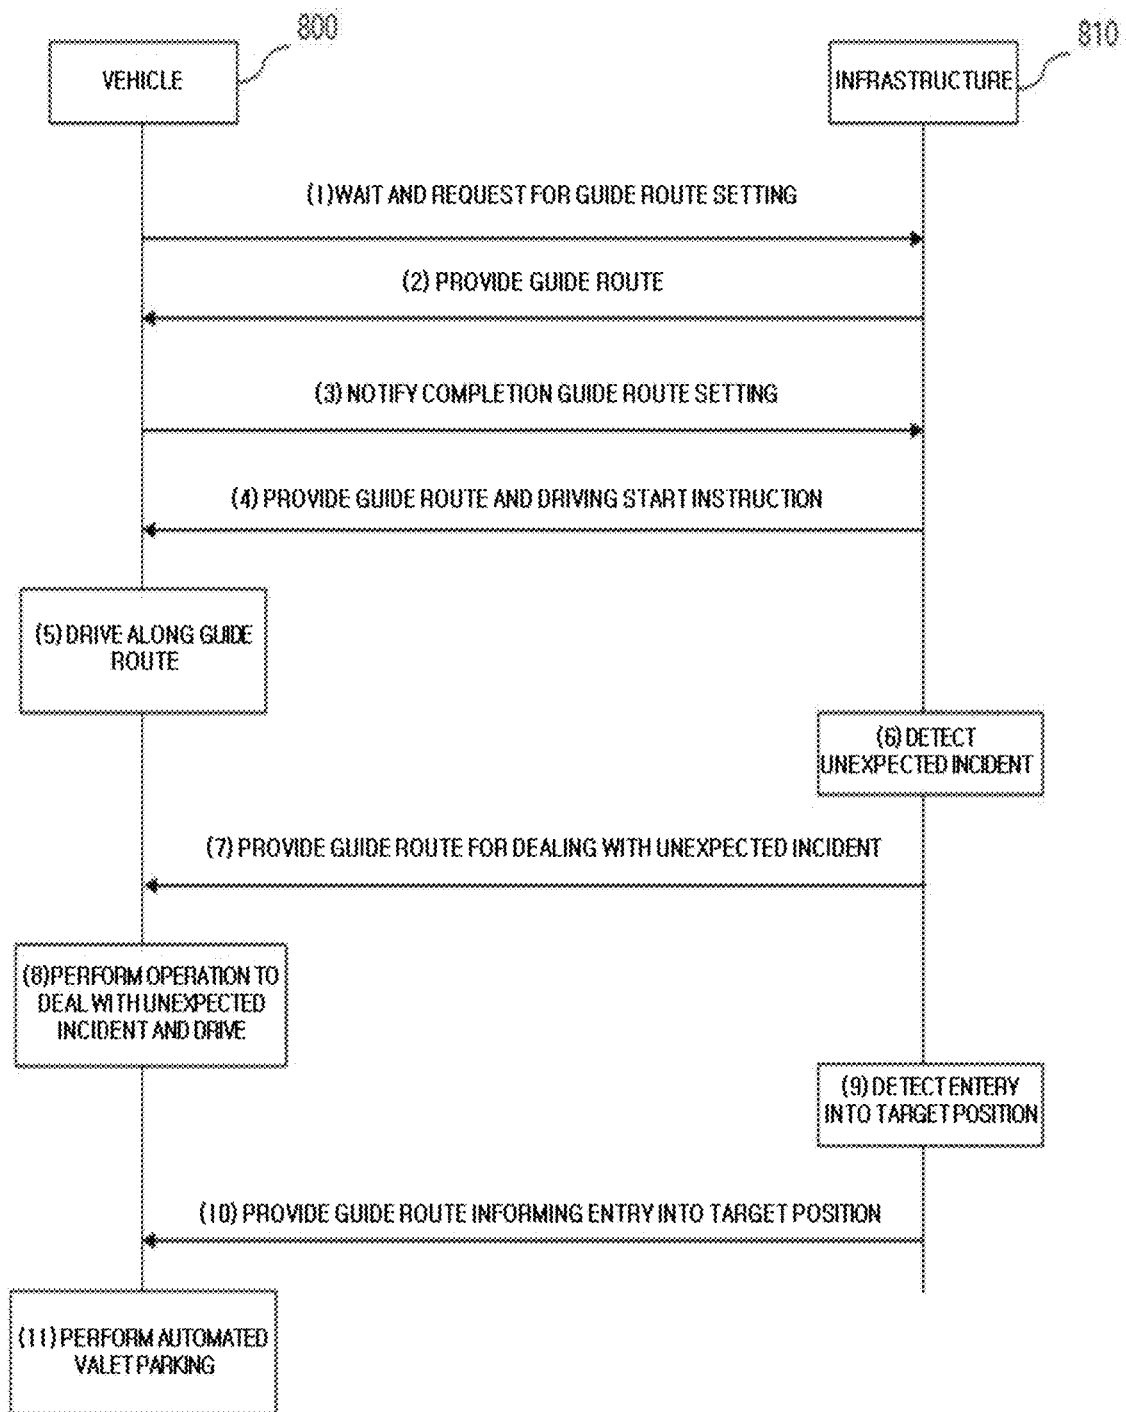 800
810
VEHICLE
INFRASTRUCTURE
(1)WAIT AND REQUEST FOR GUIDE ROUTE SETTING
(2) PROVIDE GUIDE ROUTE
(3) NOTIFY COMPLETION GUIDE ROUTE SETTING
(4) PROVIDE GUIDE ROUTE AND DRIVING START INSTRUCTION
(5) DRIVE ALONG GUIDE
ROUTE
(6) DETECT
UNEXPECTED INCIDENT
(7) PROVIDE GUIDE ROUTE FOR DEALING WITH UNEXPECTED INCIDENT
(8)PERFORM OPERATION TO
DEAL WITH UNEXPECTED
INCIDENT AND DRIVE
(9) DETECT ENTERY
INTO TARGET POSITION
(10) PROVIDE GUIDE ROUTE INFORMING ENTRY INTO TARGET POSITION
(11) PERFORM AUTOMATED
VALET PARKING